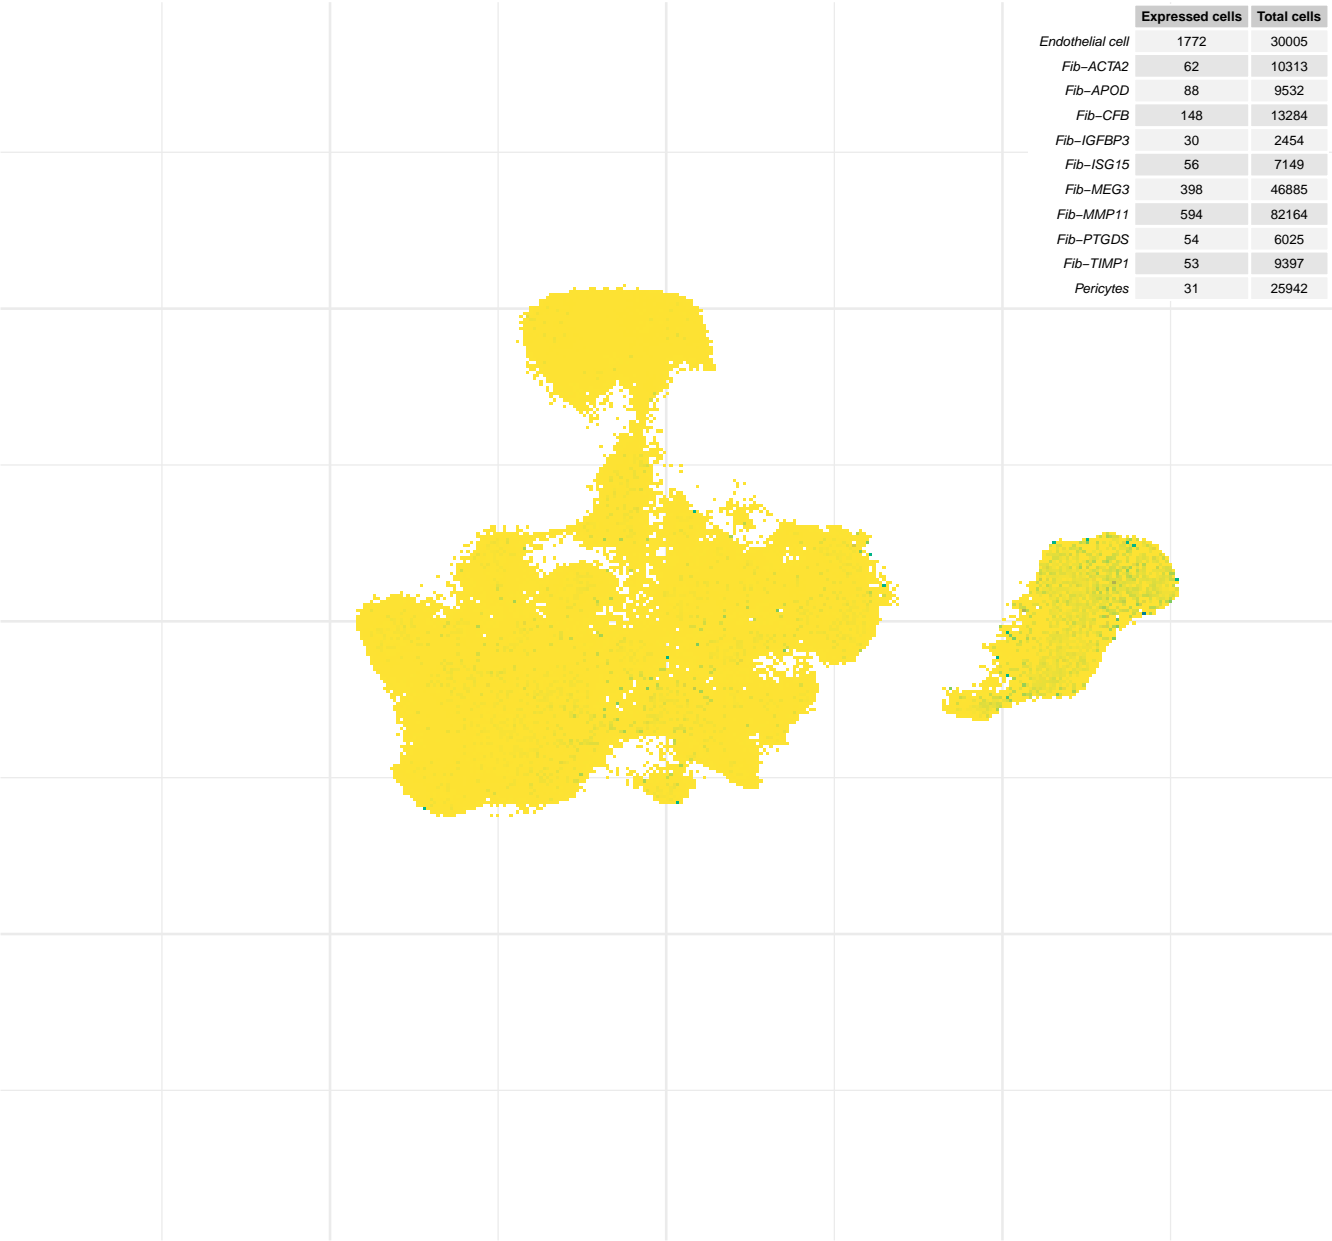 Expressed cells Total cells
Endothelial cell 1772 30005
Fib−ACTA2 62 10313
Fib−APOD 88 9532
Fib−CFB 148 13284
Fib−IGFBP3 30 2454
Fib−ISG15 56 7149
Fib−MEG3 398 46885
Fib−MMP11 594 82164
Fib−PTGDS 54 6025
Fib−TIMP1 53 9397
Pericytes 31 25942